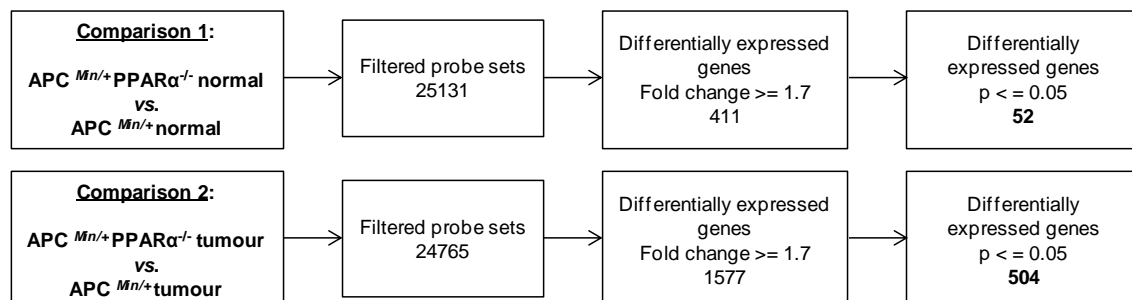 Comparison 1:
APC Min/+ PPARα-/- normal
vs.
APC Min/+ normal
Filtered probe sets
25131
Differentially expressed
genes
Fold change >= 1.7
411
Differentially
expressed genes
p < = 0.05
52
Comparison 2:
APC Min/+ PPARα-/- tumour
vs.
APC Min/+ tumour
Filtered probe sets
24765
Differentially expressed
genes
Fold change >= 1.7
1577
Differentially
expressed genes
p < = 0.05
504